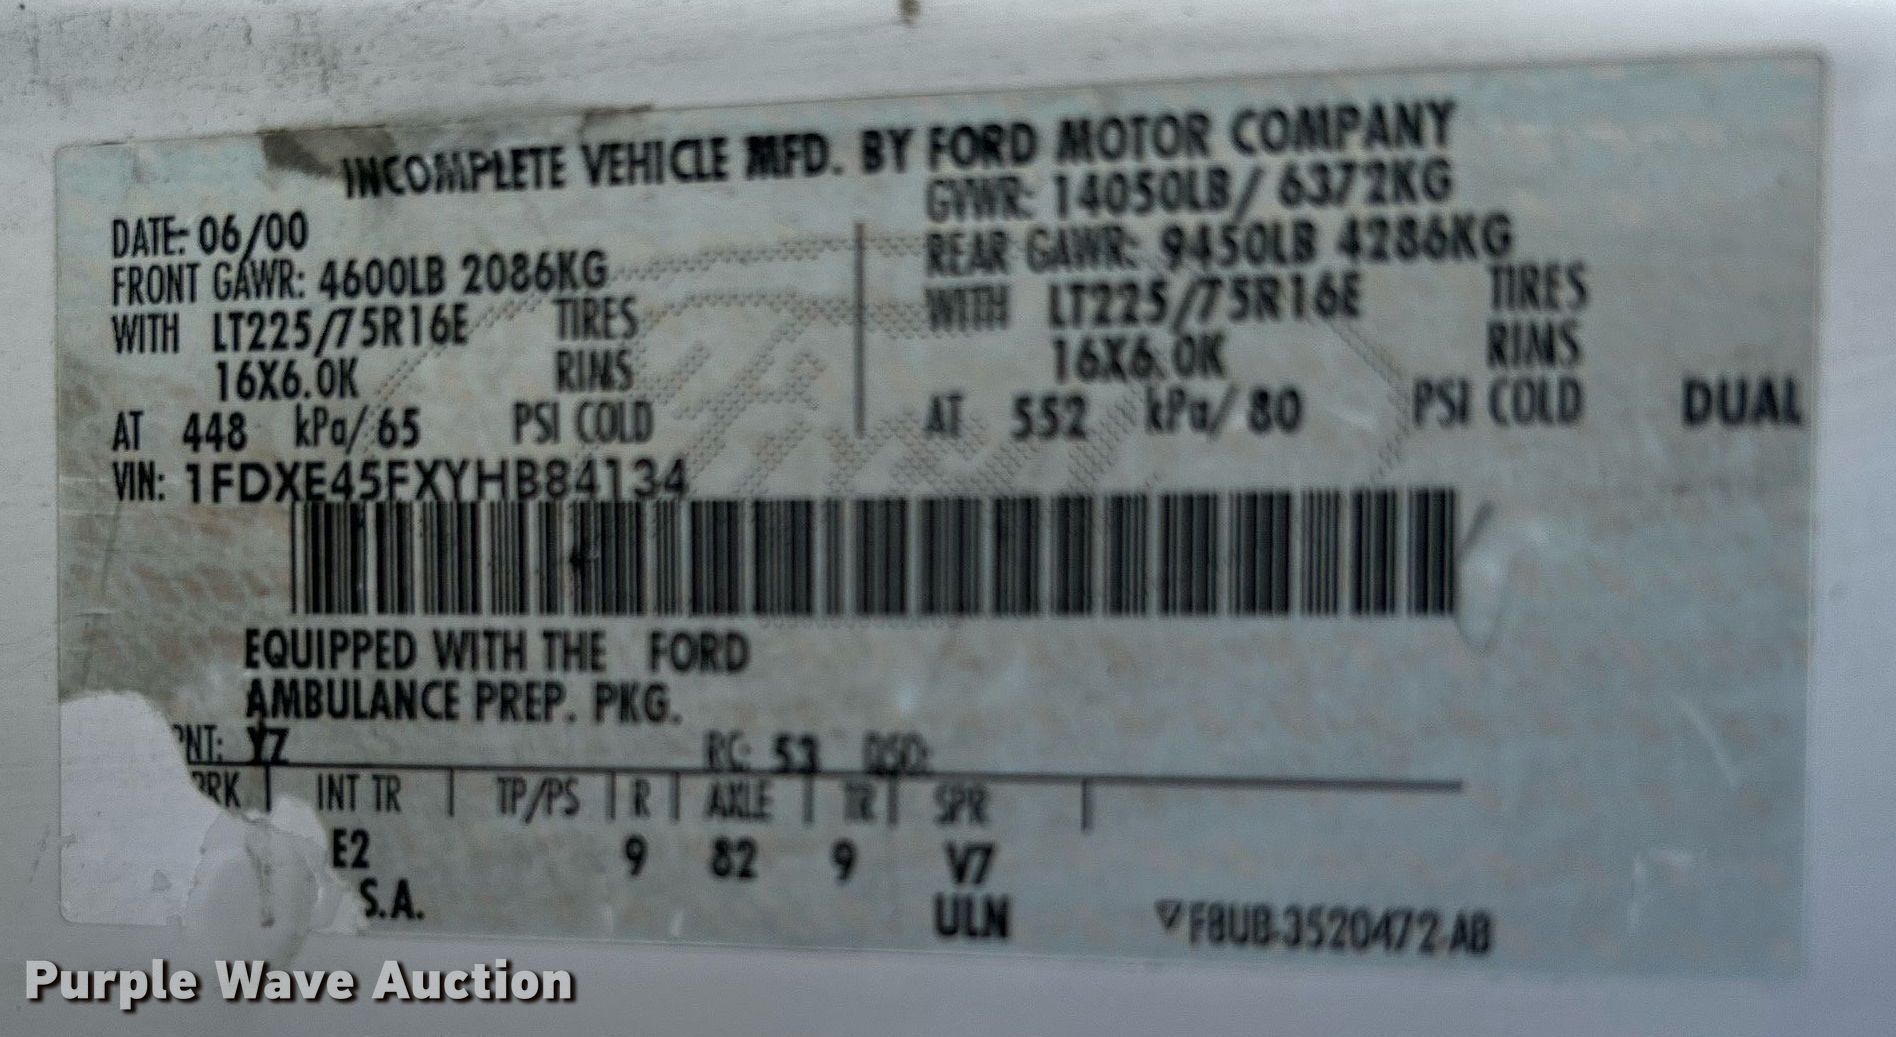 INCOMPLETE VEHICLE MFD. BY FORD MOTOR COMPANY
GVWR: 14050LB/ 6372KG
DATE: 06/00
FRONT GAWR: 4600LB 2086KG
WITH LT225/75R16E TIRES
16X6.0K RIMS
AT 448 kPa/ 65 PSI COLD
REAR GAWR: 9450LB 4286KG
WITH LT225/75R16E TIRES
16X6.0K RIMS
AT 552 kPa/ 80 PSI COLD DUAL
VIN: 1FDXE45FXYHB84134
EQUIPPED WITH THE FORD
AMBULANCE PREP. PKG.
PNT: YZ RC: 53 DSO:
BRK INT TR TP/PS R AXLE TR SPR
E2 9 82 9 V7
S.A. ULN F8UB-3520472-AB
Purple Wave Auction